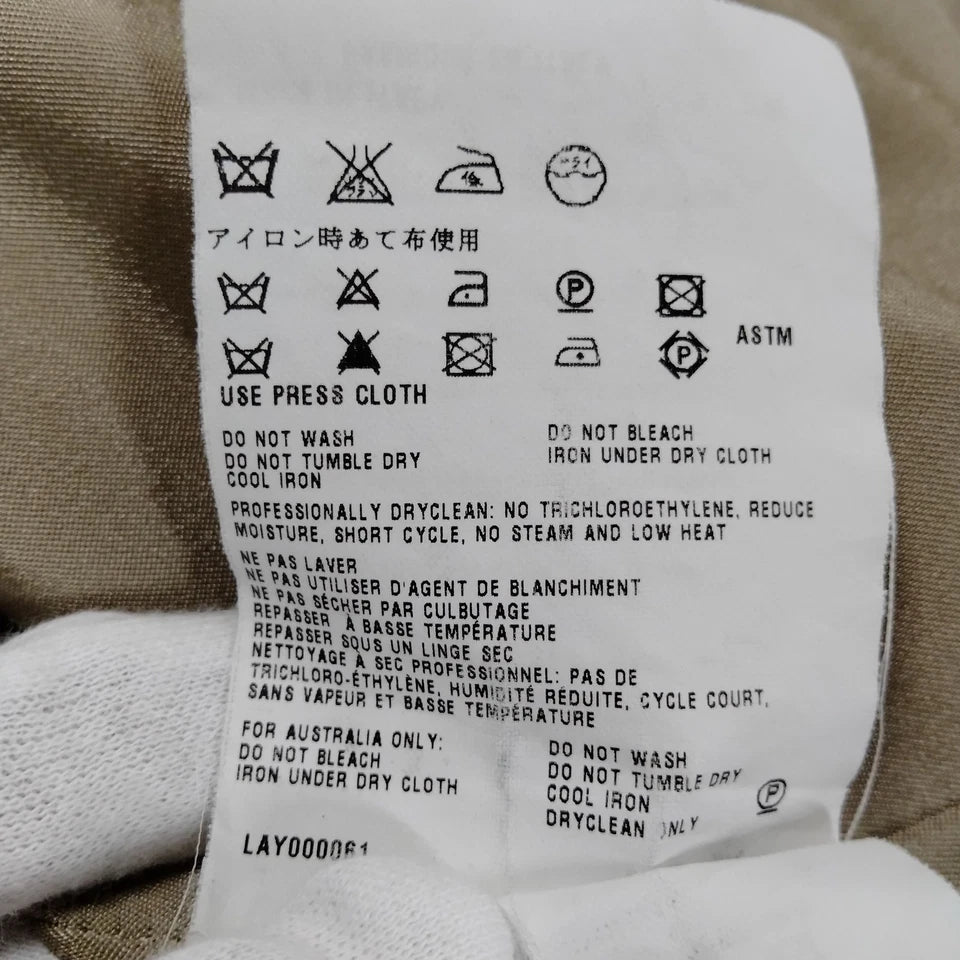 低
ドライ
アイロン時あて布使用
P
P
ASTM
USE PRESS CLOTH
DO NOT WASH
DO NOT TUMBLE DRY
COOL IRON
DO NOT BLEACH
IRON UNDER DRY CLOTH
PROFESSIONALLY DRYCLEAN: NO TRICHLOROETHYLENE, REDUCE
MOISTURE, SHORT CYCLE, NO STEAM AND LOW HEAT
NE PAS LAVER
NE PAS UTILISER D'AGENT DE BLANCHIMENT
NE PAS SÉCHER PAR CULBUTAGE
REPASSER À BASSE TEMPÉRATURE
REPASSER SOUS UN LINGE SEC
NETTOYAGE À SEC PROFESSIONNEL: PAS DE
TRICHLORO-ÉTHYLÈNE, HUMIDITÉ RÉDUITE, CYCLE COURT,
SANS VAPEUR ET BASSE TEMPÉRATURE
FOR AUSTRALIA ONLY:
DO NOT BLEACH
IRON UNDER DRY CLOTH
DO NOT WASH
DO NOT TUMBLE DRY
COOL IRON
DRYCLEAN ONLY
P
LAY000061